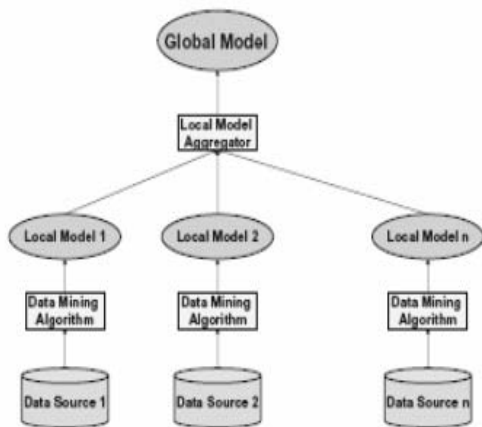 Global Model
Local Model
Aggregator
Local Model 1
Local Model 2
Local Model n
Data Mining
Algorithm
Data Mining
Algorithm
Data Mining
Algorithm
Data Source 1
Data Source 2
Data Source n